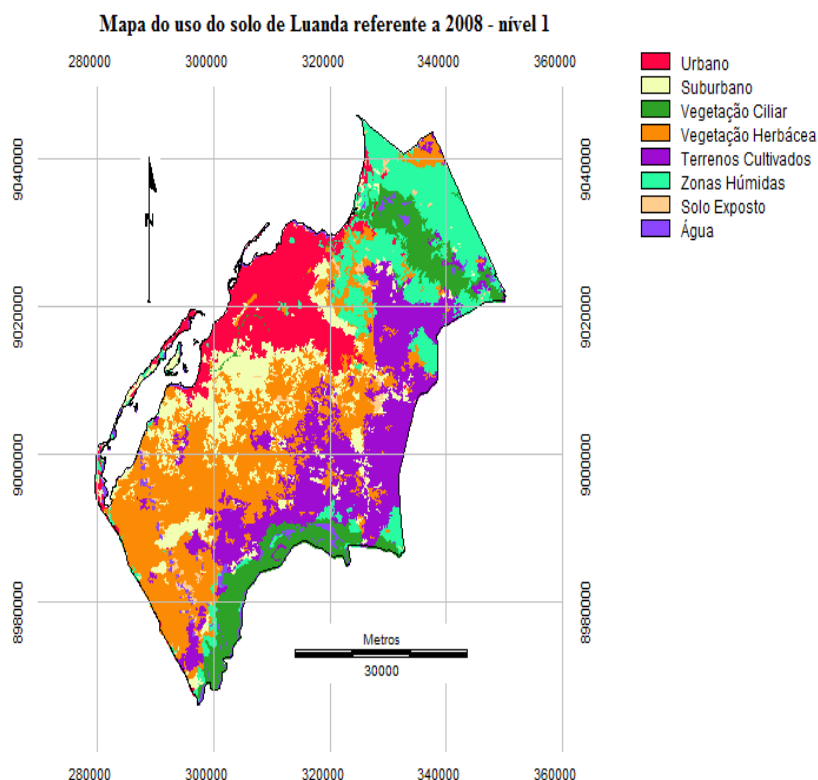 Mapa do uso do solo de Luanda referente a 2008 - nível 1
280000 300000 320000 340000 360000
Urbano
Suburbano
Vegetação Ciliar
Vegetação Herbácea
Terrenos Cultivados
Zonas Húmidas
Solo Exposto
Água
9040000 9040000
N
9020000 9020000
9000000 9000000
8980000 8980000
Metros
30000
280000 300000 320000 340000 360000